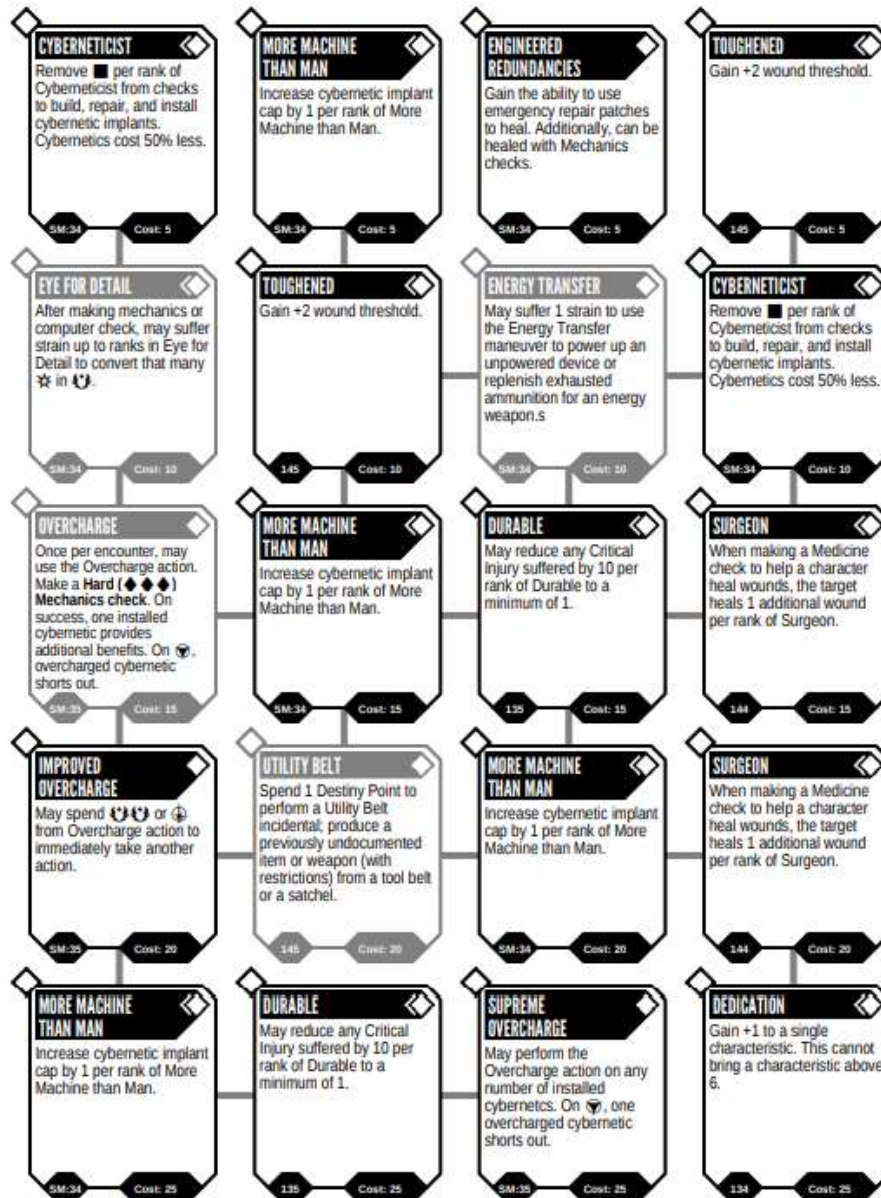 CYBERNETICIST
Remove ■ per rank of
Cyberneticist from checks
to build, repair, and install
cybernetic implants.
Cybernetics cost 50% less.
SM:34 Cost: 5
MORE MACHINE
THAN MAN
Increase cybernetic implant
cap by 1 per rank of More
Machine than Man.
SM:34 Cost: 5
ENGINEERED
REDUNDANCIES
Gain the ability to use
emergency repair patches
to heal. Additionally, can be
healed with Mechanics
checks.
SM:34 Cost: 5
TOUGHENED
Gain +2 wound threshold.
145 Cost: 5
EYE FOR DETAIL
After making mechanics or
computer check, may suffer
strain up to ranks in Eye for
Detail to convert that many
in .
SM:34 Cost: 10
TOUGHENED
Gain +2 wound threshold.
145 Cost: 10
ENERGY TRANSFER
May suffer 1 strain to use
the Energy Transfer
maneuver to power up an
unpowered device or
replenish exhausted
ammunition for an energy
weapon.s
SM:34 Cost: 10
CYBERNETICIST
Remove ■ per rank of
Cyberneticist from checks
to build, repair, and install
cybernetic implants.
Cybernetics cost 50% less.
SM:34 Cost: 10
OVERCHARGE
Once per encounter, may
use the Overcharge action.
Make a Hard (♦ ♦ ♦)
Mechanics check. On
success, one installed
cybernetic provides
additional benefits. On ,
overcharged cybernetic
shorts out.
SM:35 Cost: 15
MORE MACHINE
THAN MAN
Increase cybernetic implant
cap by 1 per rank of More
Machine than Man.
SM:34 Cost: 15
DURABLE
May reduce any Critical
Injury suffered by 10 per
rank of Durable to a
minimum of 1.
135 Cost: 15
SURGEON
When making a Medicine
check to help a character
heal wounds, the target
heals 1 additional wound
per rank of Surgeon.
144 Cost: 15
IMPROVED
OVERCHARGE
May spend or
from Overcharge action to
immediately take another
action.
SM:35 Cost: 20
UTILITY BELT
Spend 1 Destiny Point to
perform a Utility Belt
incidental; produce a
previously undocumented
item or weapon (with
restrictions) from a tool belt
or a satchel.
145 Cost: 20
MORE MACHINE
THAN MAN
Increase cybernetic implant
cap by 1 per rank of More
Machine than Man.
SM:34 Cost: 20
SURGEON
When making a Medicine
check to help a character
heal wounds, the target
heals 1 additional wound
per rank of Surgeon.
144 Cost: 20
MORE MACHINE
THAN MAN
Increase cybernetic implant
cap by 1 per rank of More
Machine than Man.
SM:34 Cost: 25
DURABLE
May reduce any Critical
Injury suffered by 10 per
rank of Durable to a
minimum of 1.
135 Cost: 25
SUPREME
OVERCHARGE
May perform the
Overcharge action on any
number of installed
cybernetcs. On , one
overcharged cybernetic
shorts out.
SM:35 Cost: 25
DEDICATION
Gain +1 to a single
characteristic. This cannot
bring a characteristic above
6.
134 Cost: 25